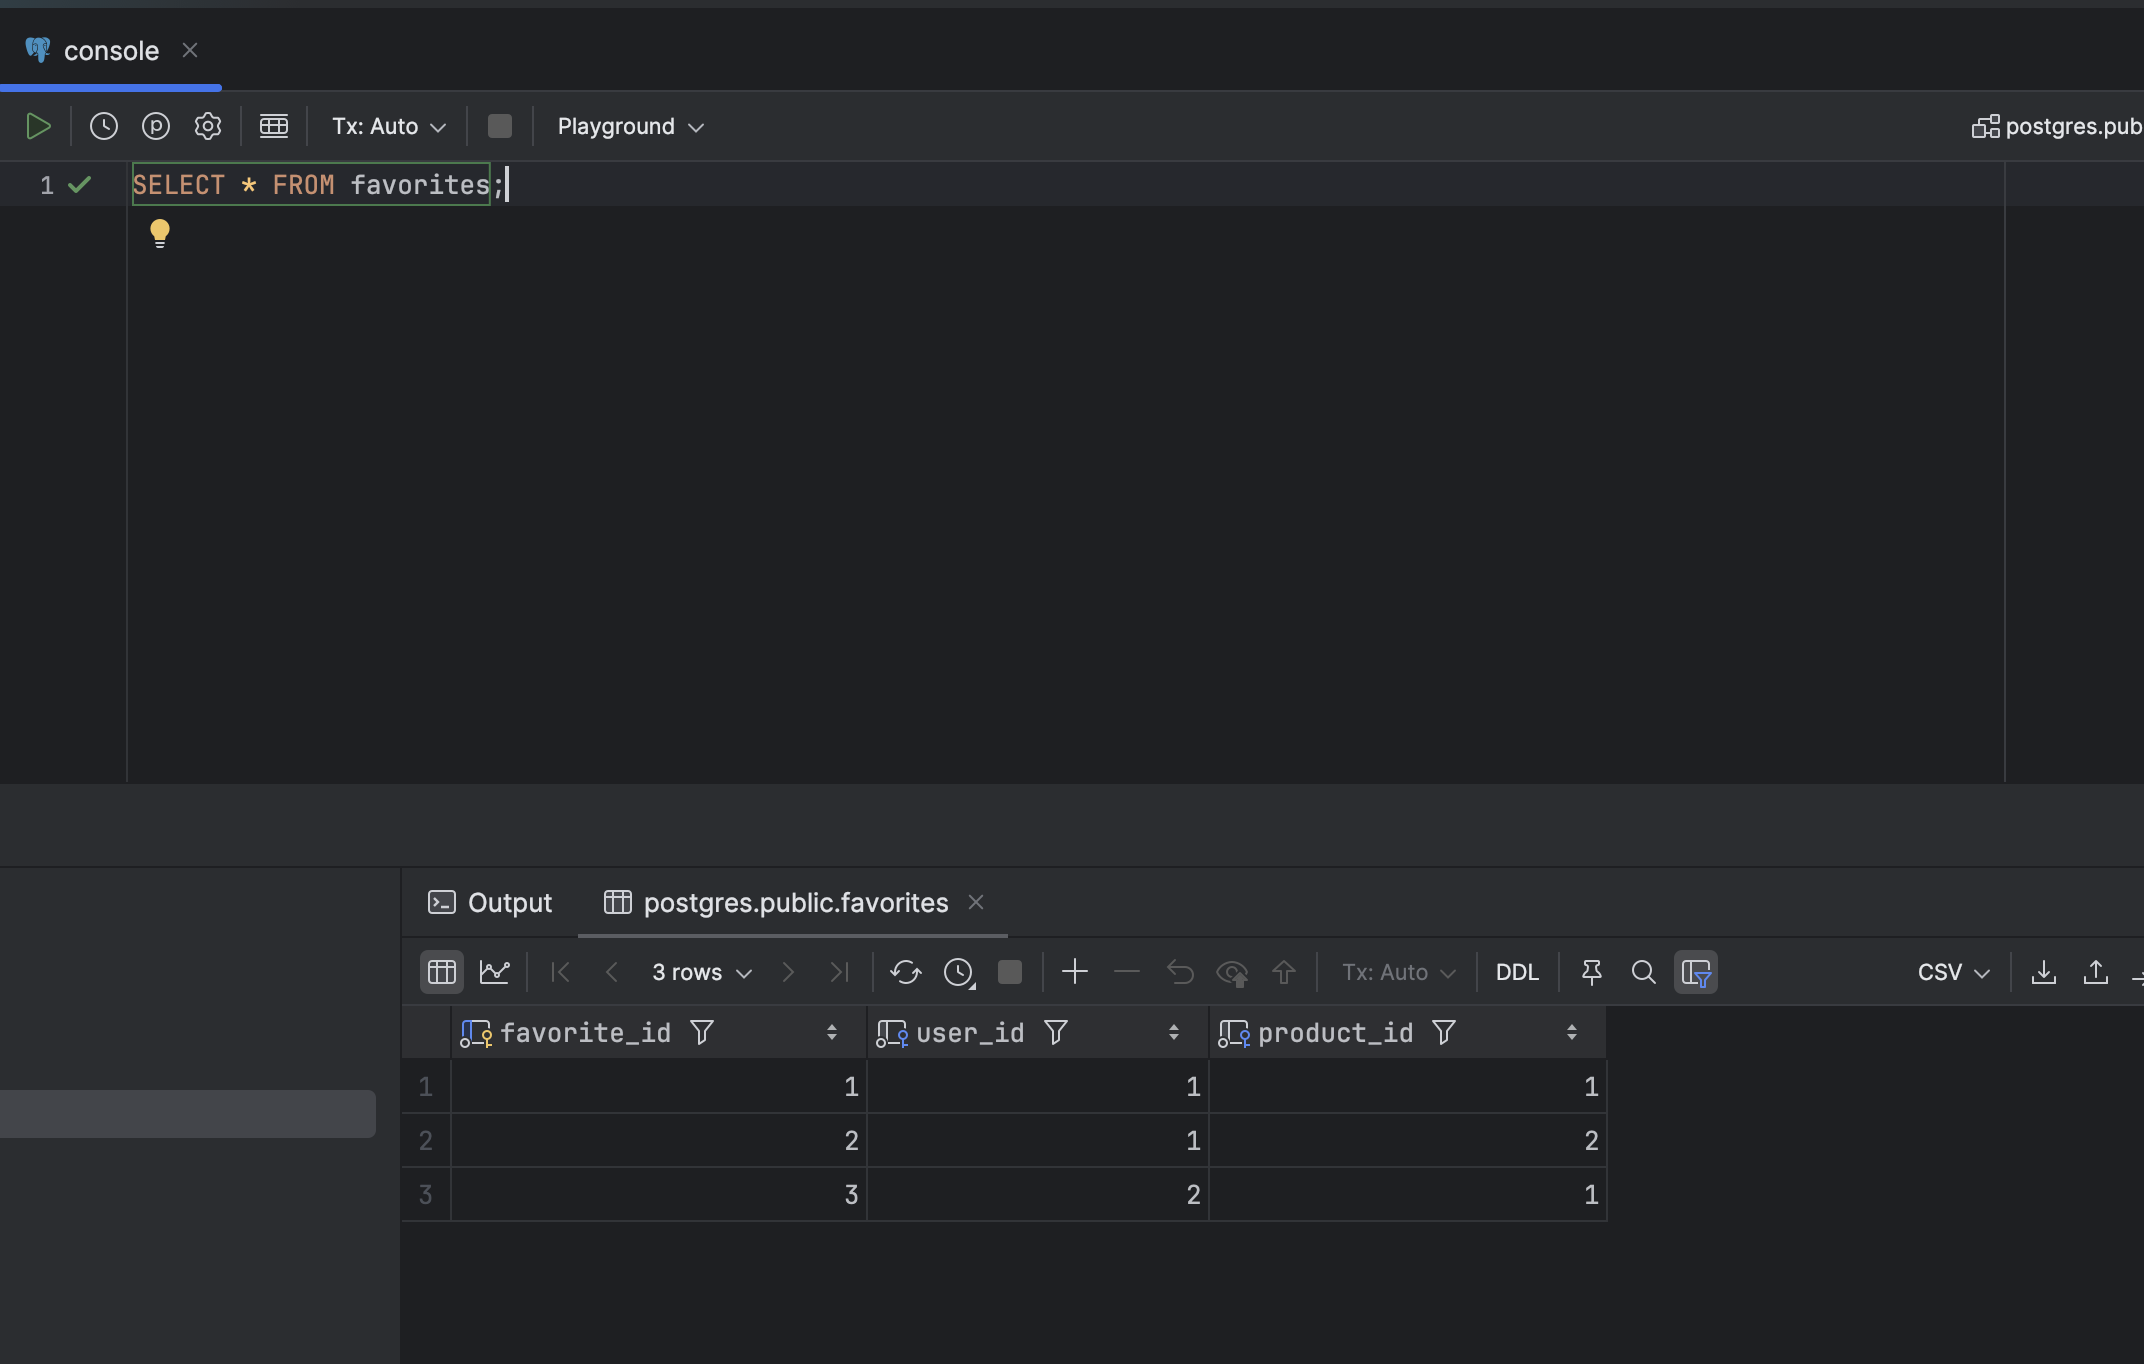 console
Tx: Auto Playground postgres.pub
1 SELECT * FROM favorites;
Output postgres.public.favorites
3 rows Tx: Auto DDL CSV
favorite_id user_id product_id
1 1 1 1
2 2 1 2
3 3 2 1